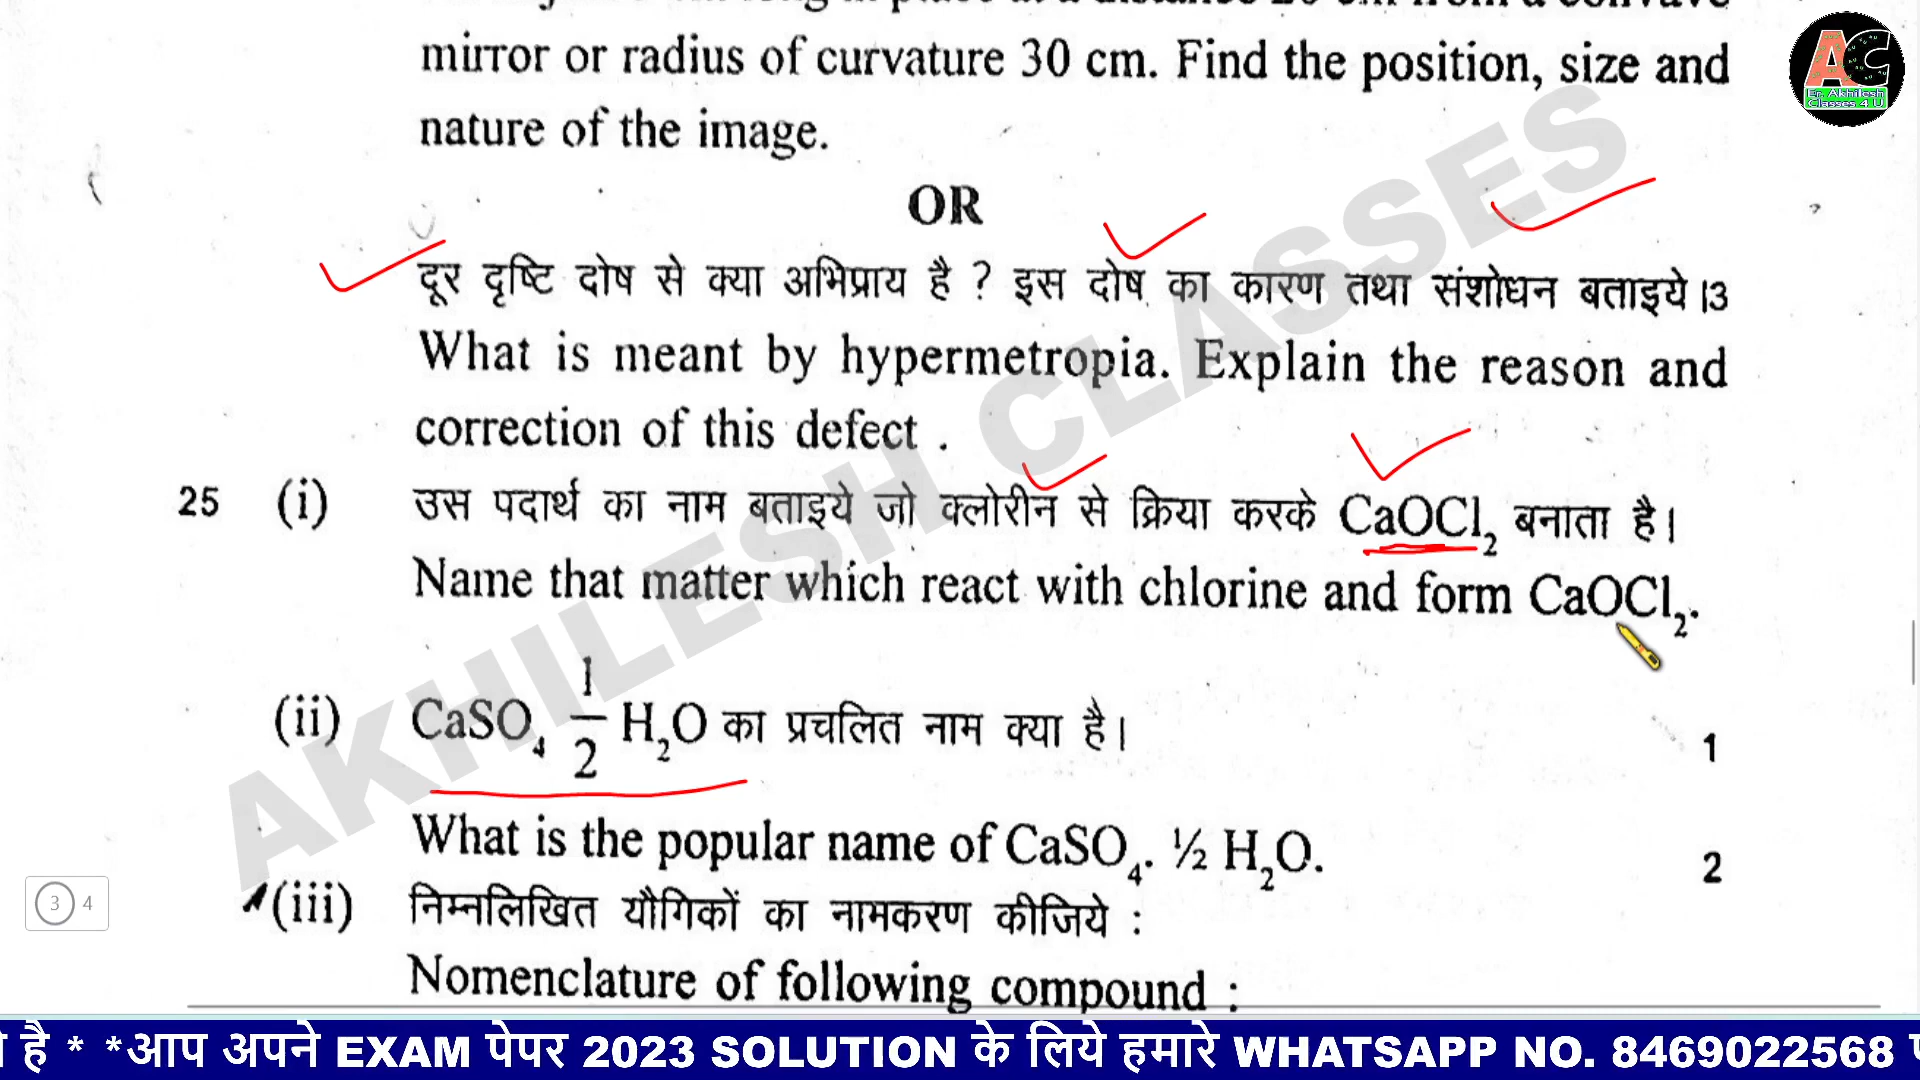 mirror or radius of curvature 30 cm. Find the position, size and
nature of the image.
OR
दूर दृष्टि दोष से क्या अभिप्राय है ? इस दोष का कारण तथा संशोधन बताइये।3
What is meant by hypermetropia. Explain the reason and
correction of this defect .
25 (i) उस पदार्थ का नाम बताइये जो क्लोरीन से क्रिया करके CaOCl₂ बनाता है।
Name that matter which react with chlorine and form CaOCl₂.
(ii) CaSO₄ 1/2 H₂O का प्रचलित नाम क्या है। 1
What is the popular name of CaSO₄. ½ H₂O. 2
(iii) निम्नलिखित यौगिकों का नामकरण कीजिये :
Nomenclature of following compound :
AKHILESH CLASSES
AC
Er. Akhilesh
Classes 4 U
3 4
है * *आप अपने EXAM पेपर 2023 SOLUTION के लिये हमारे WHATSAPP NO. 8469022568